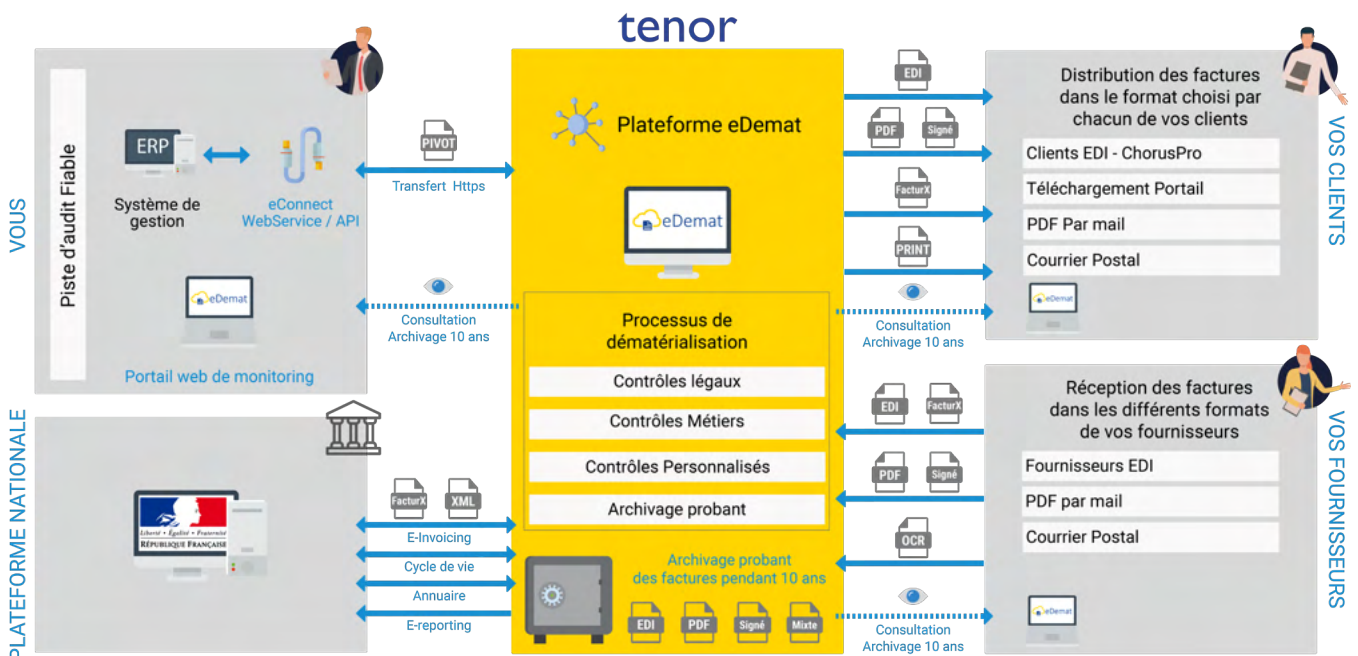 tenor
VOUS
Piste d'audit Fiable
ERP
Système de
gestion
eConnect
WebService / API
eDemat
Portail web de monitoring
PIVOT
Transfert Https
Consultation
Archivage 10 ans
Plateforme eDemat
eDemat
Processus de
dématérialisation
Contrôles légaux
Contrôles Métiers
Contrôles Personnalisés
Archivage probant
Archivage probant
des factures pendant 10 ans
EDI
PDF
Signé
Mixte
EDI
PDF
Signé
FacturX
PRINT
Consultation
Archivage 10 ans
Distribution des factures
dans le format choisi par
chacun de vos clients
Clients EDI - ChorusPro
Téléchargement Portail
PDF Par mail
Courrier Postal
eDemat
VOS CLIENTS
PLATEFORME NATIONALE
Liberté • Égalité • Fraternité
RÉPUBLIQUE FRANÇAISE
FacturX
XML
E-Invoicing
Cycle de vie
Annuaire
E-reporting
EDI
FacturX
PDF
Signé
OCR
Consultation
Archivage 10 ans
Réception des factures
dans les différents formats
de vos fournisseurs
Fournisseurs EDI
PDF par mail
Courrier Postal
eDemat
VOS FOURNISSEURS